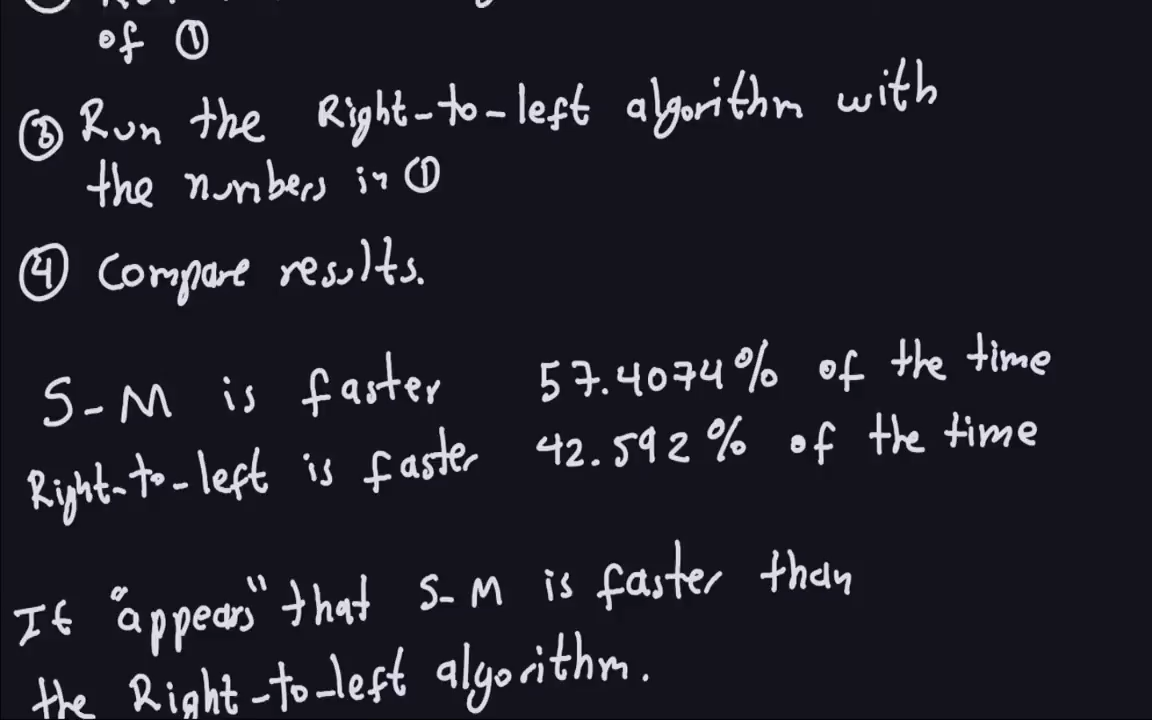 of ①
③ Run the Right-to-left algorithm with
the numbers in ①
④ Compare results.
S-M is faster 57.4074% of the time
Right-to-left is faster 42.592% of the time
It "appears" that S-M is faster than
the Right-to-left algorithm.